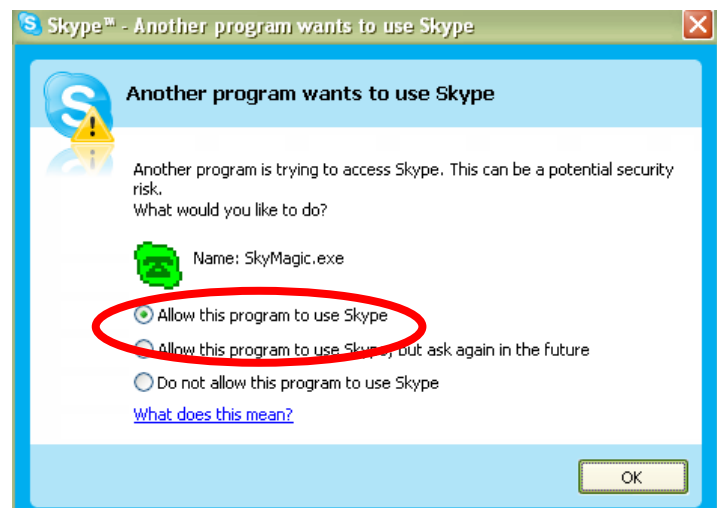 Skype™ - Another program wants to use Skype
Another program wants to use Skype
Another program is trying to access Skype. This can be a potential security
risk.
What would you like to do?
Name: SkyMagic.exe
Allow this program to use Skype
Allow this program to use Skype, but ask again in the future
Do not allow this program to use Skype
What does this mean?
OK